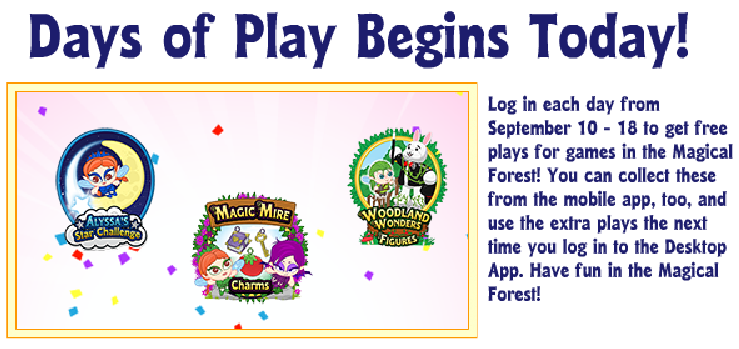 Days of Play Begins Today!
Log in each day from
September 10 - 18 to get free
plays for games in the Magical
Forest! You can collect these
from the mobile app, too, and
use the extra plays the next
time you log in to the Desktop
App. Have fun in the Magical
Forest!
ALYSSA'S
Star Challenge
MAGIC MIRE
Charms
WOODLAND
WONDERS
FIGURES